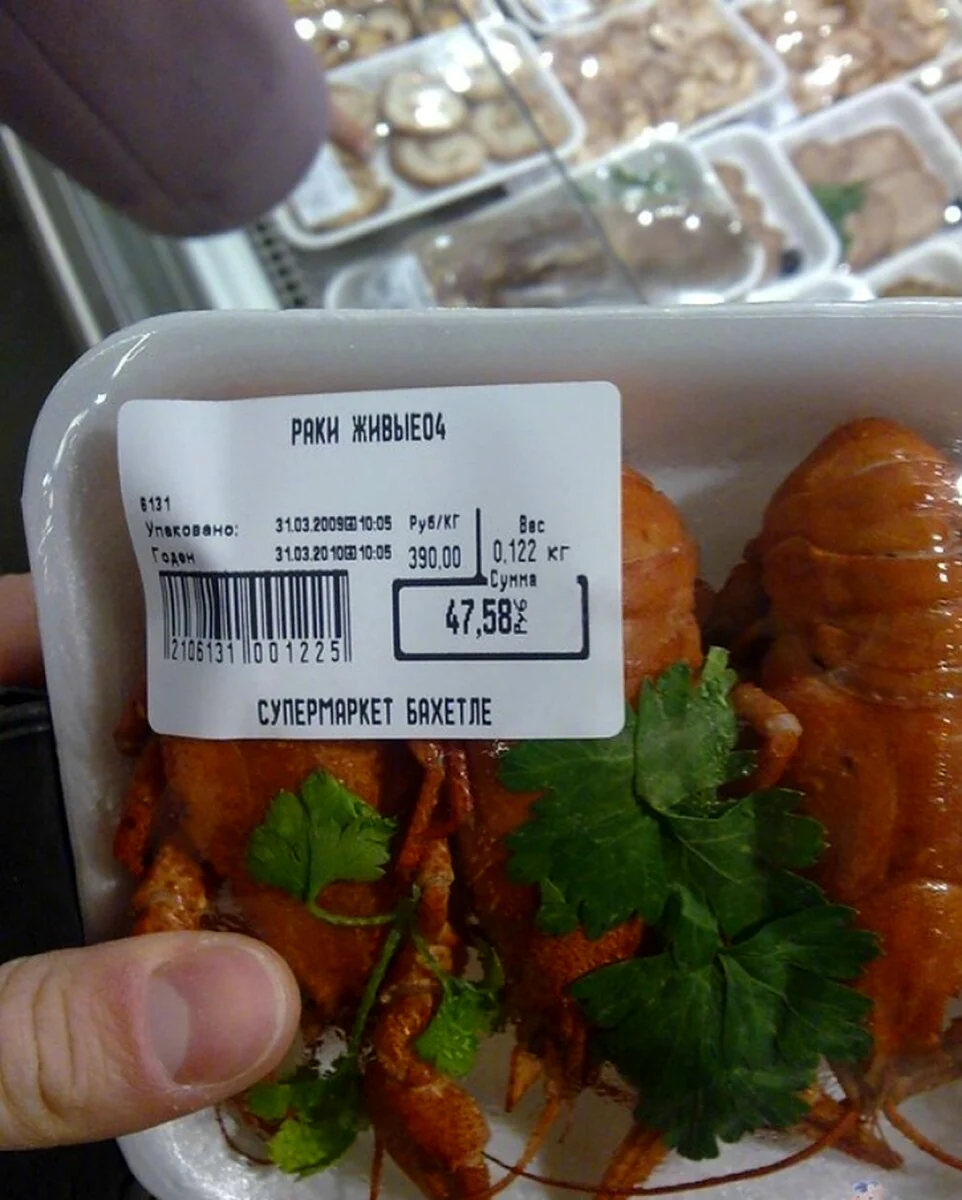 РАКИ ЖИВЫЕ04
6131
Упаковано: 31.03.2009 10:05 Руб/КГ Вес
Годен 31.03.2010 10:05 390,00 0,122 кг
Сумма
47,58 Руб
2106131 001225
СУПЕРМАРКЕТ БАХЕТЛЕ